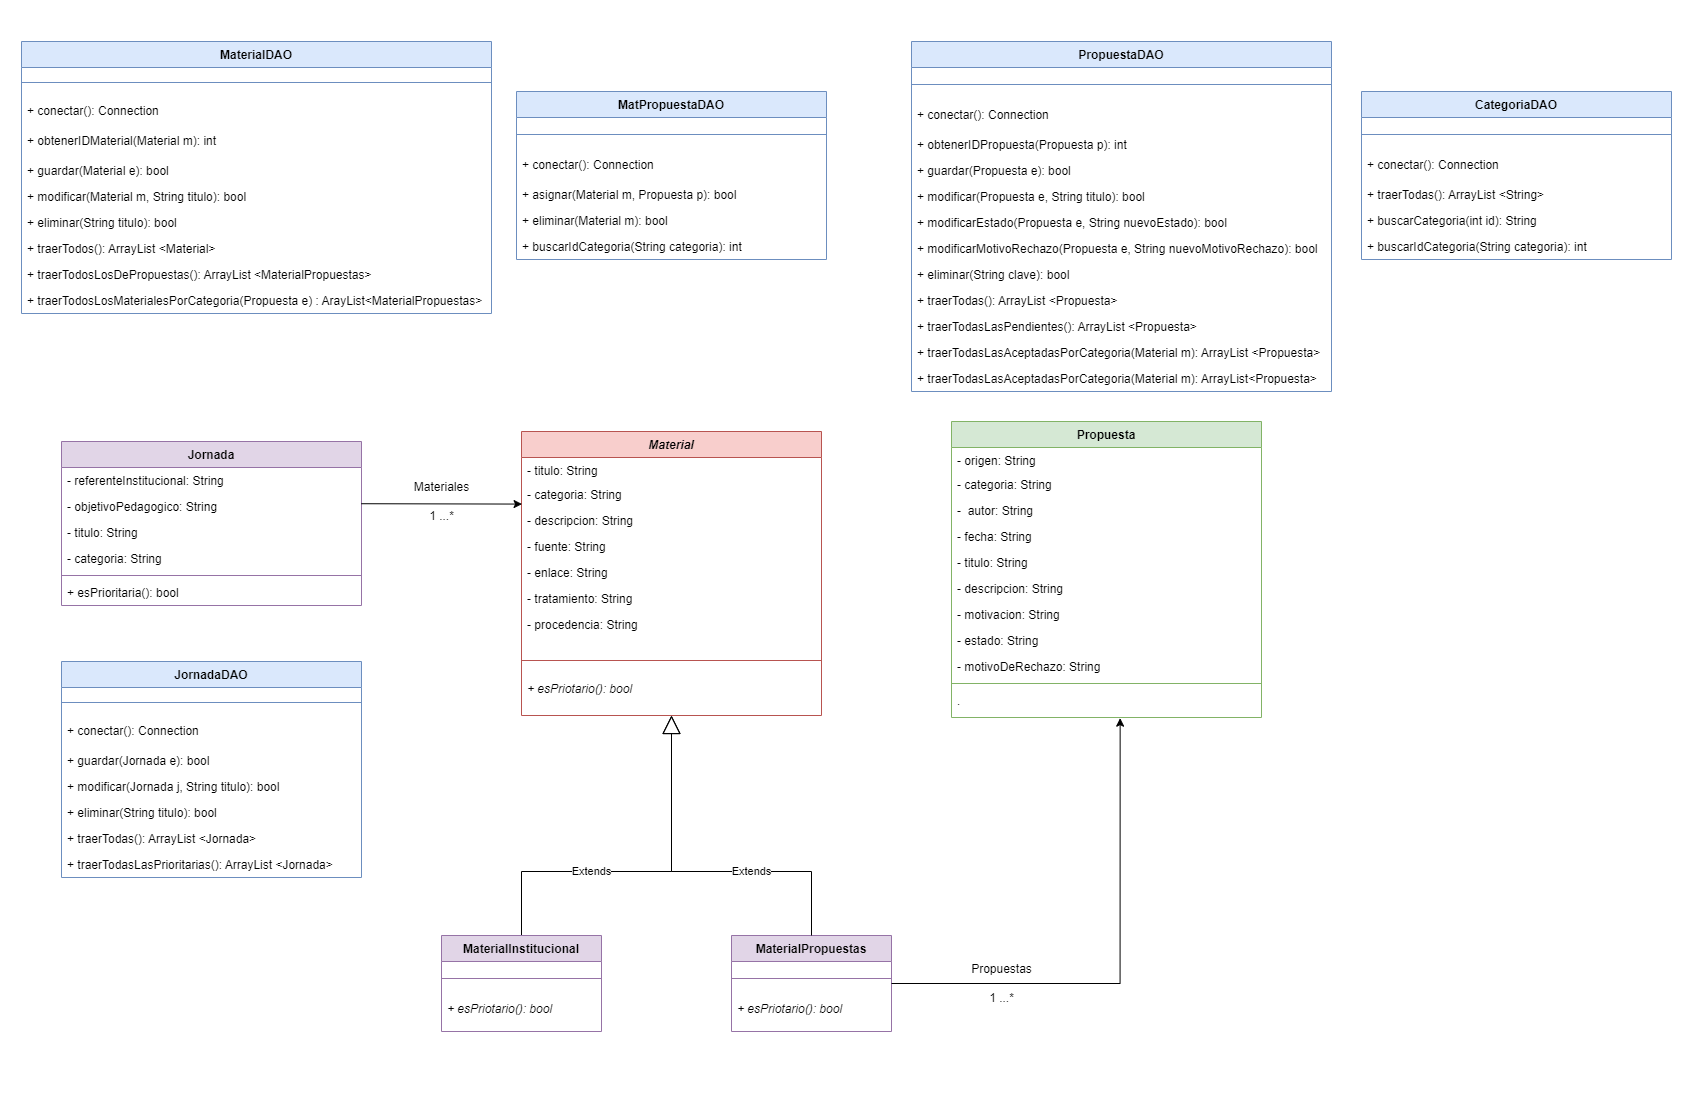 MaterialDAO
+ conectar(): Connection
+ obtenerIDMaterial(Material m): int
+ guardar(Material e): bool
+ modificar(Material m, String titulo): bool
+ eliminar(String titulo): bool
+ traerTodos(): ArrayList <Material>
+ traerTodosLosDePropuestas(): ArrayList <MaterialPropuestas>
+ traerTodosLosMaterialesPorCategoria(Propuesta e) : ArayList<MaterialPropuestas>
MatPropuestaDAO
+ conectar(): Connection
+ asignar(Material m, Propuesta p): bool
+ eliminar(Material m): bool
+ buscarIdCategoria(String categoria): int
PropuestaDAO
+ conectar(): Connection
+ obtenerIDPropuesta(Propuesta p): int
+ guardar(Propuesta e): bool
+ modificar(Propuesta e, String titulo): bool
+ modificarEstado(Propuesta e, String nuevoEstado): bool
+ modificarMotivoRechazo(Propuesta e, String nuevoMotivoRechazo): bool
+ eliminar(String clave): bool
+ traerTodas(): ArrayList <Propuesta>
+ traerTodasLasPendientes(): ArrayList <Propuesta>
+ traerTodasLasAceptadasPorCategoria(Material m): ArrayList <Propuesta>
+ traerTodasLasAceptadasPorCategoria(Material m): ArrayList<Propuesta>
CategoriaDAO
+ conectar(): Connection
+ traerTodas(): ArrayList <String>
+ buscarCategoria(int id): String
+ buscarIdCategoria(String categoria): int
Jornada
- referenteInstitucional: String
- objetivoPedagogico: String
- titulo: String
- categoria: String
+ esPrioritaria(): bool
Materiales
1 ...*
Material
- titulo: String
- categoria: String
- descripcion: String
- fuente: String
- enlace: String
- tratamiento: String
- procedencia: String
+ esPriotario(): bool
Propuesta
- origen: String
- categoria: String
-  autor: String
- fecha: String
- titulo: String
- descripcion: String
- motivacion: String
- estado: String
- motivoDeRechazo: String
.
JornadaDAO
+ conectar(): Connection
+ guardar(Jornada e): bool
+ modificar(Jornada j, String titulo): bool
+ eliminar(String titulo): bool
+ traerTodas(): ArrayList <Jornada>
+ traerTodasLasPrioritarias(): ArrayList <Jornada>
Extends
Extends
MaterialInstitucional
+ esPriotario(): bool
MaterialPropuestas
+ esPriotario(): bool
Propuestas
1 ...*